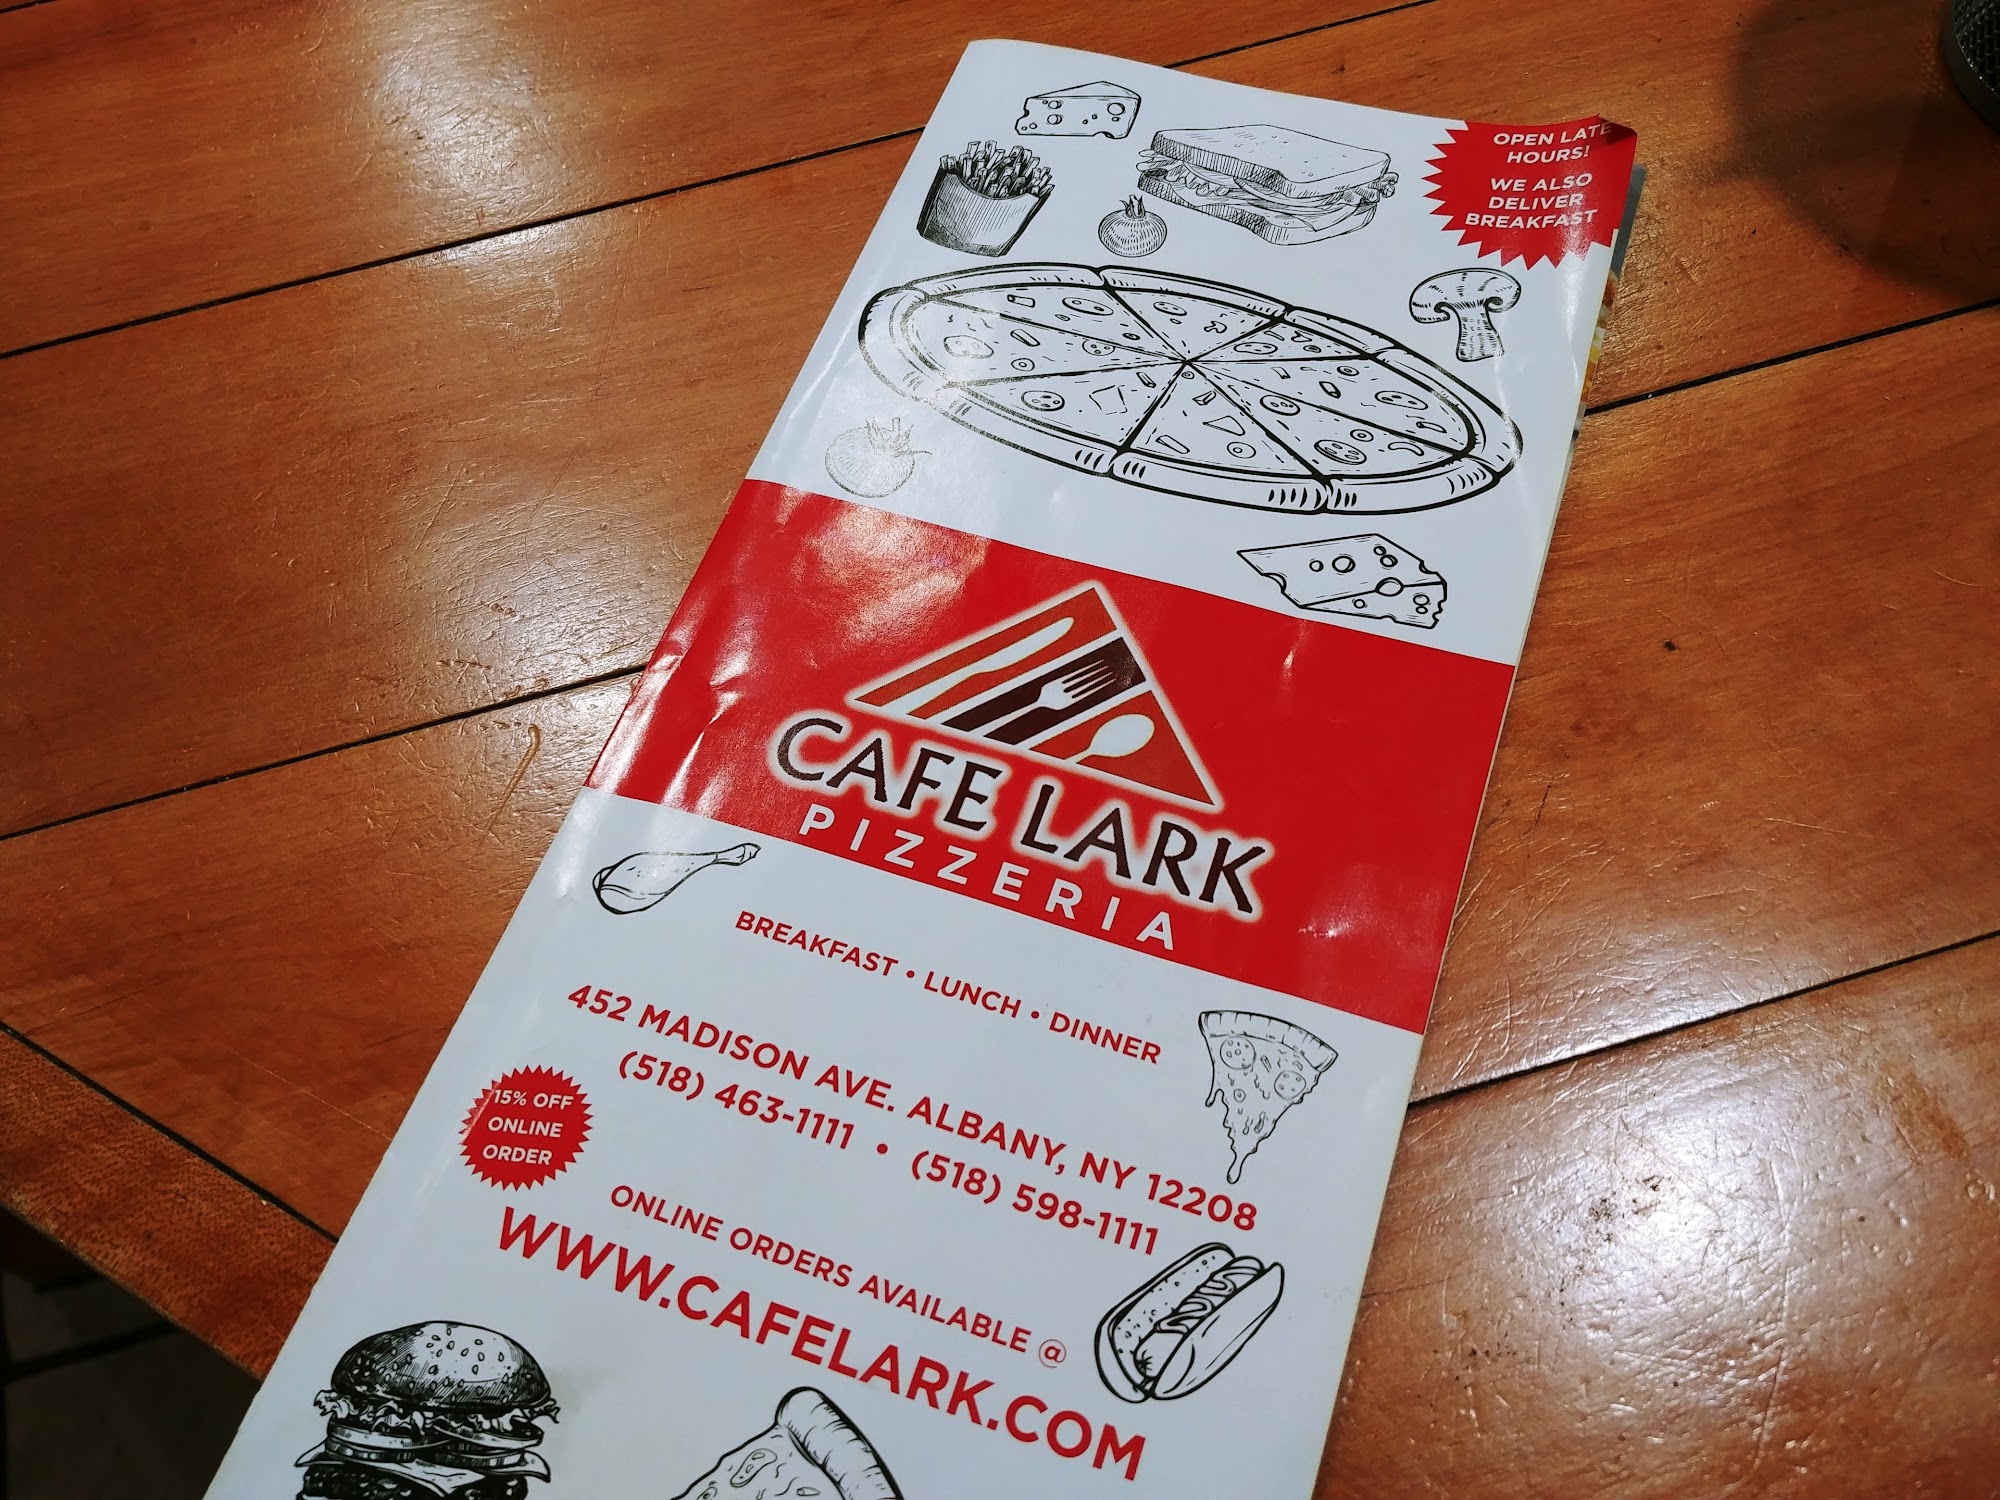 OPEN LATE
HOURS!
WE ALSO
DELIVER
BREAKFAST
CAFE LARK
PIZZERIA
BREAKFAST • LUNCH • DINNER
452 MADISON AVE. ALBANY, NY 12208
(518) 463-1111 • (518) 598-1111
15% OFF
ONLINE
ORDER
ONLINE ORDERS AVAILABLE @
WWW.CAFELARK.COM